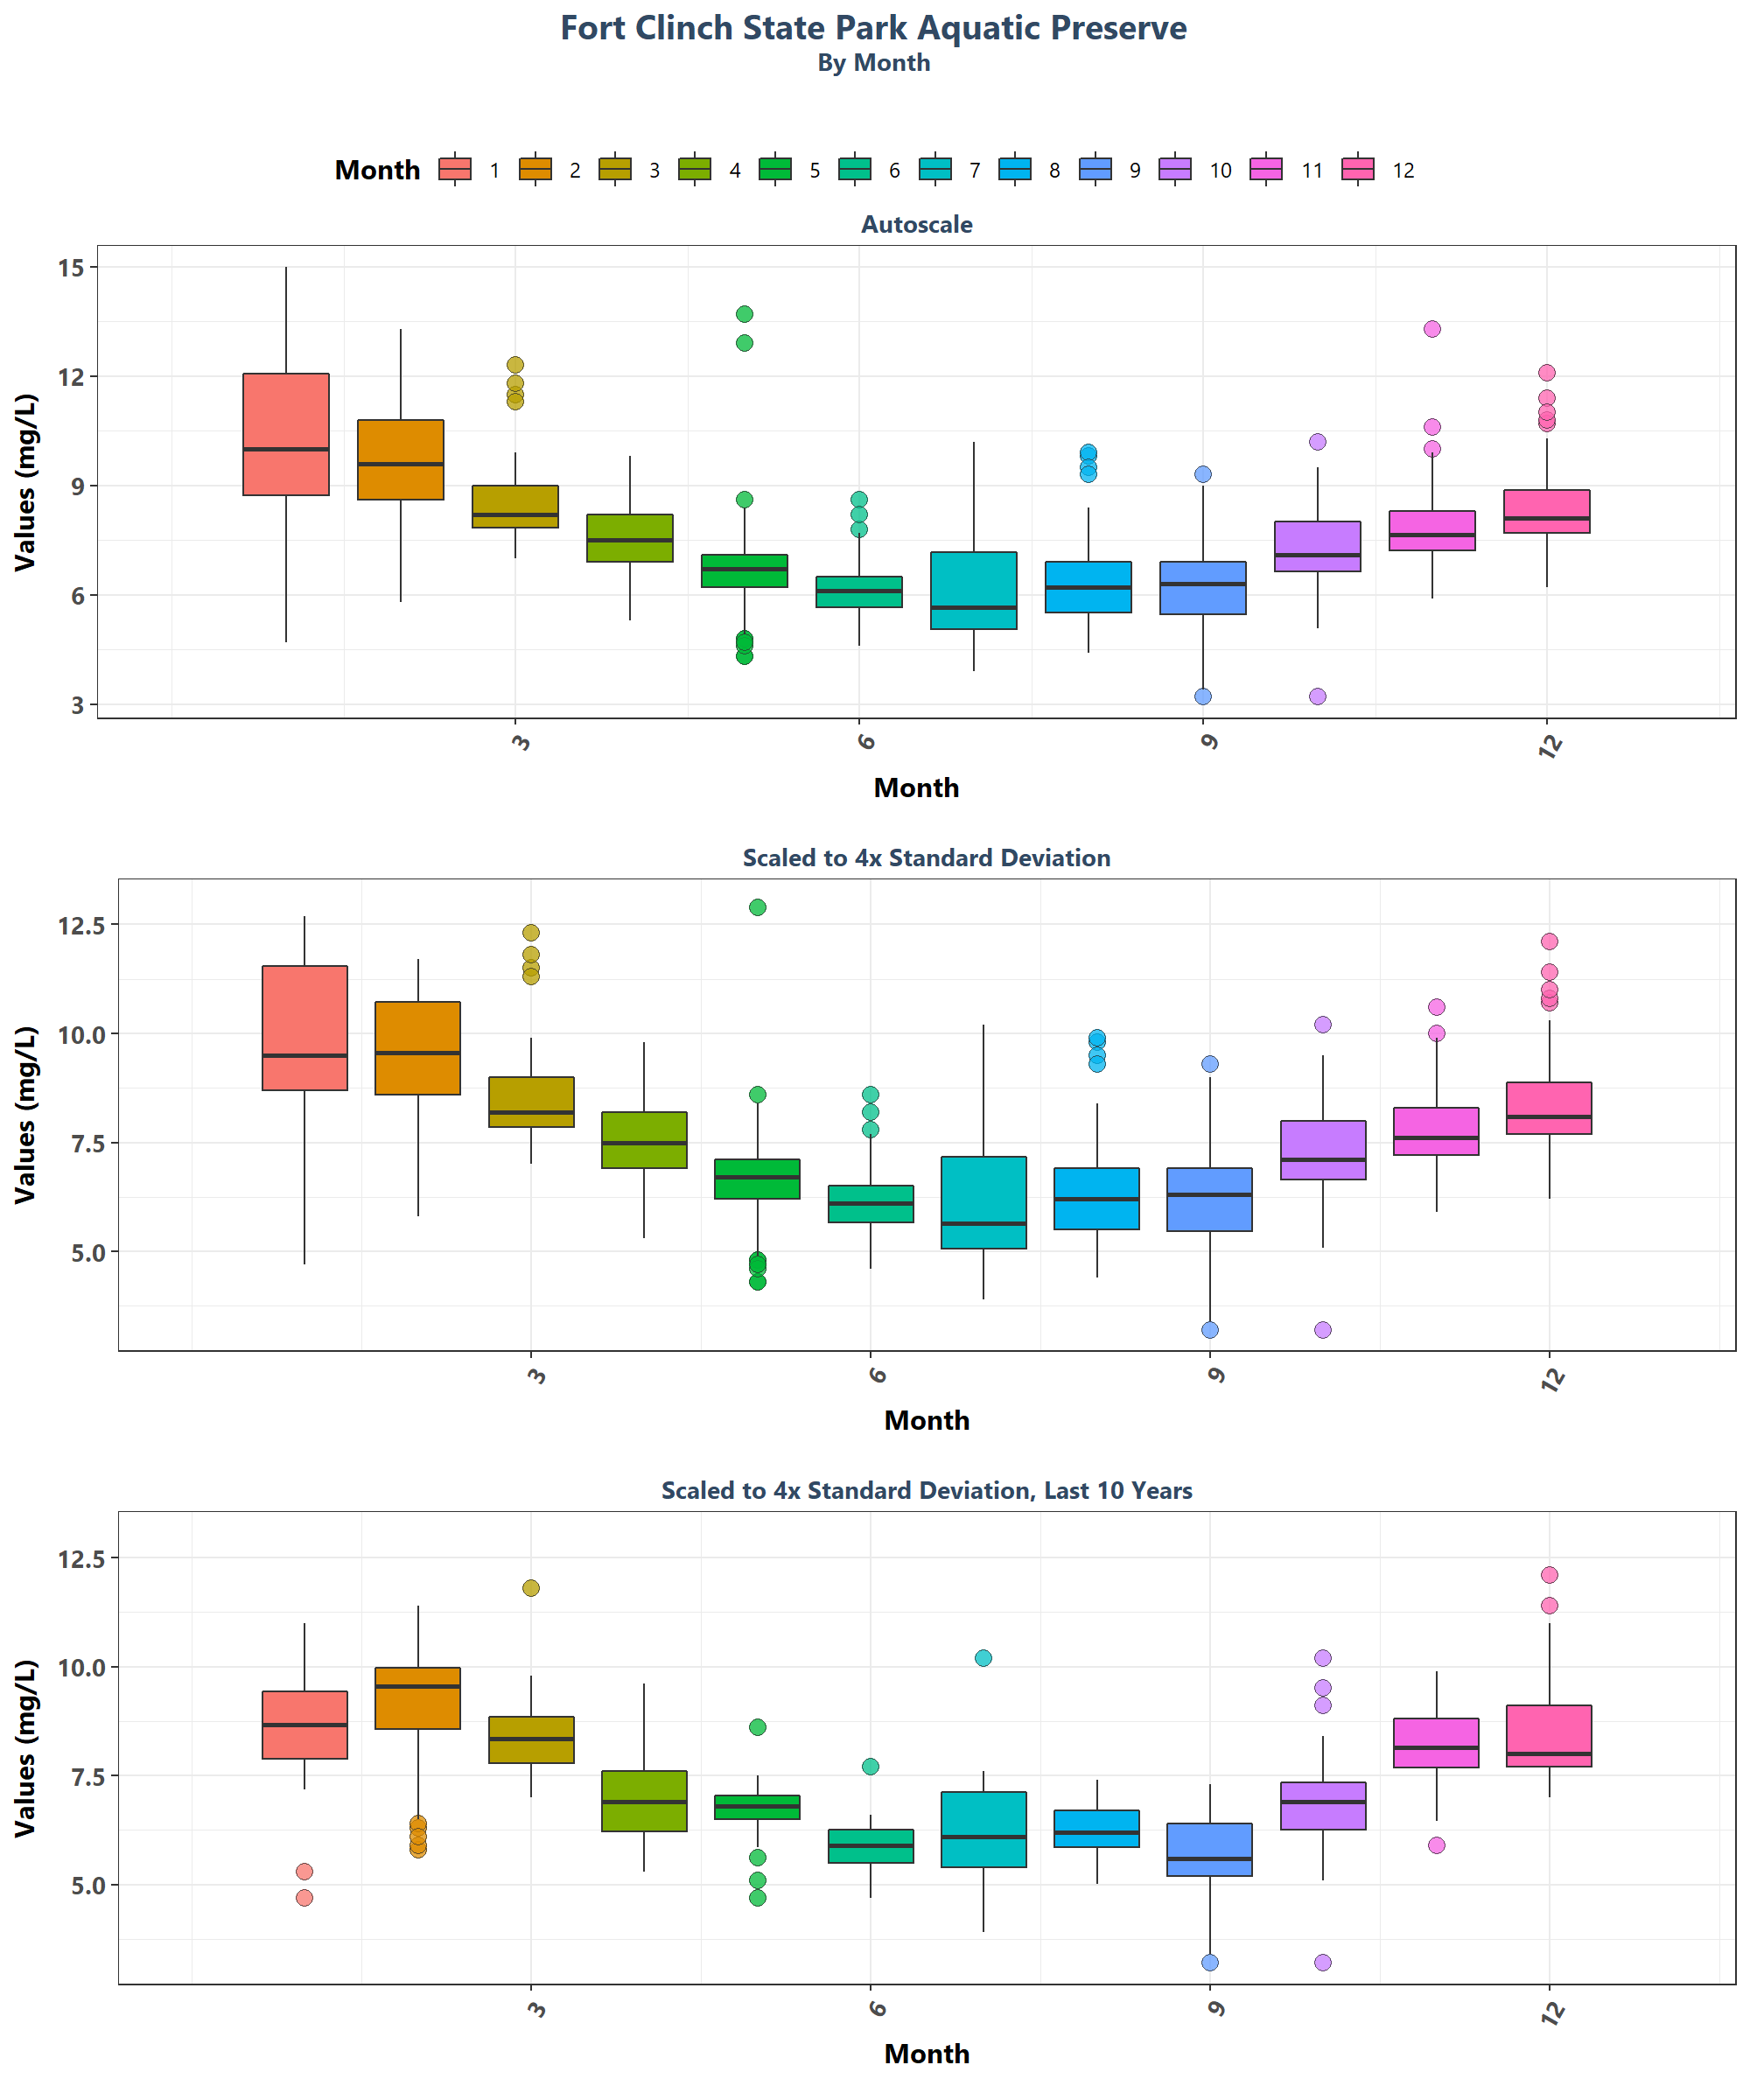 Fort Clinch State Park Aquatic Preserve
By Month
Month 1 2 3 4 5 6 7 8 9 10 11 12
Autoscale
Values (mg/L)
15
12
9
6
3
3 6 9 12
Month
Scaled to 4x Standard Deviation
Values (mg/L)
12.5
10.0
7.5
5.0
3 6 9 12
Month
Scaled to 4x Standard Deviation, Last 10 Years
Values (mg/L)
12.5
10.0
7.5
5.0
3 6 9 12
Month